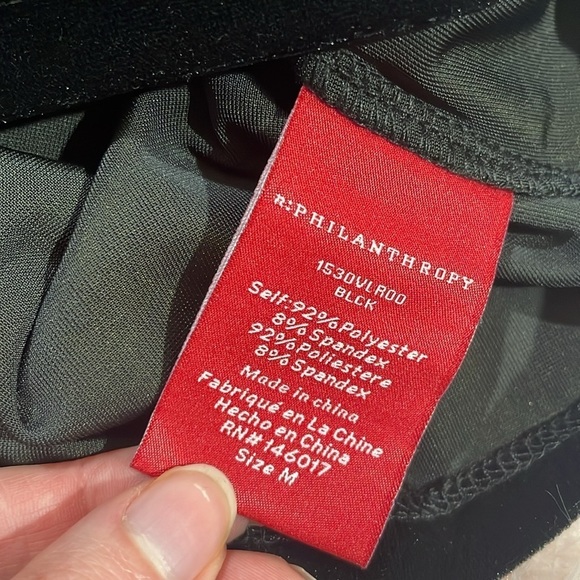 R:PHILANTHROPY
1530VLR00
BLCK
Self:92%Polyester
8%Spandex
92%Poliestere
8%Spandex
Made in china
Fabriqué en La Chine
Hecho en China
RN#146017
Size M